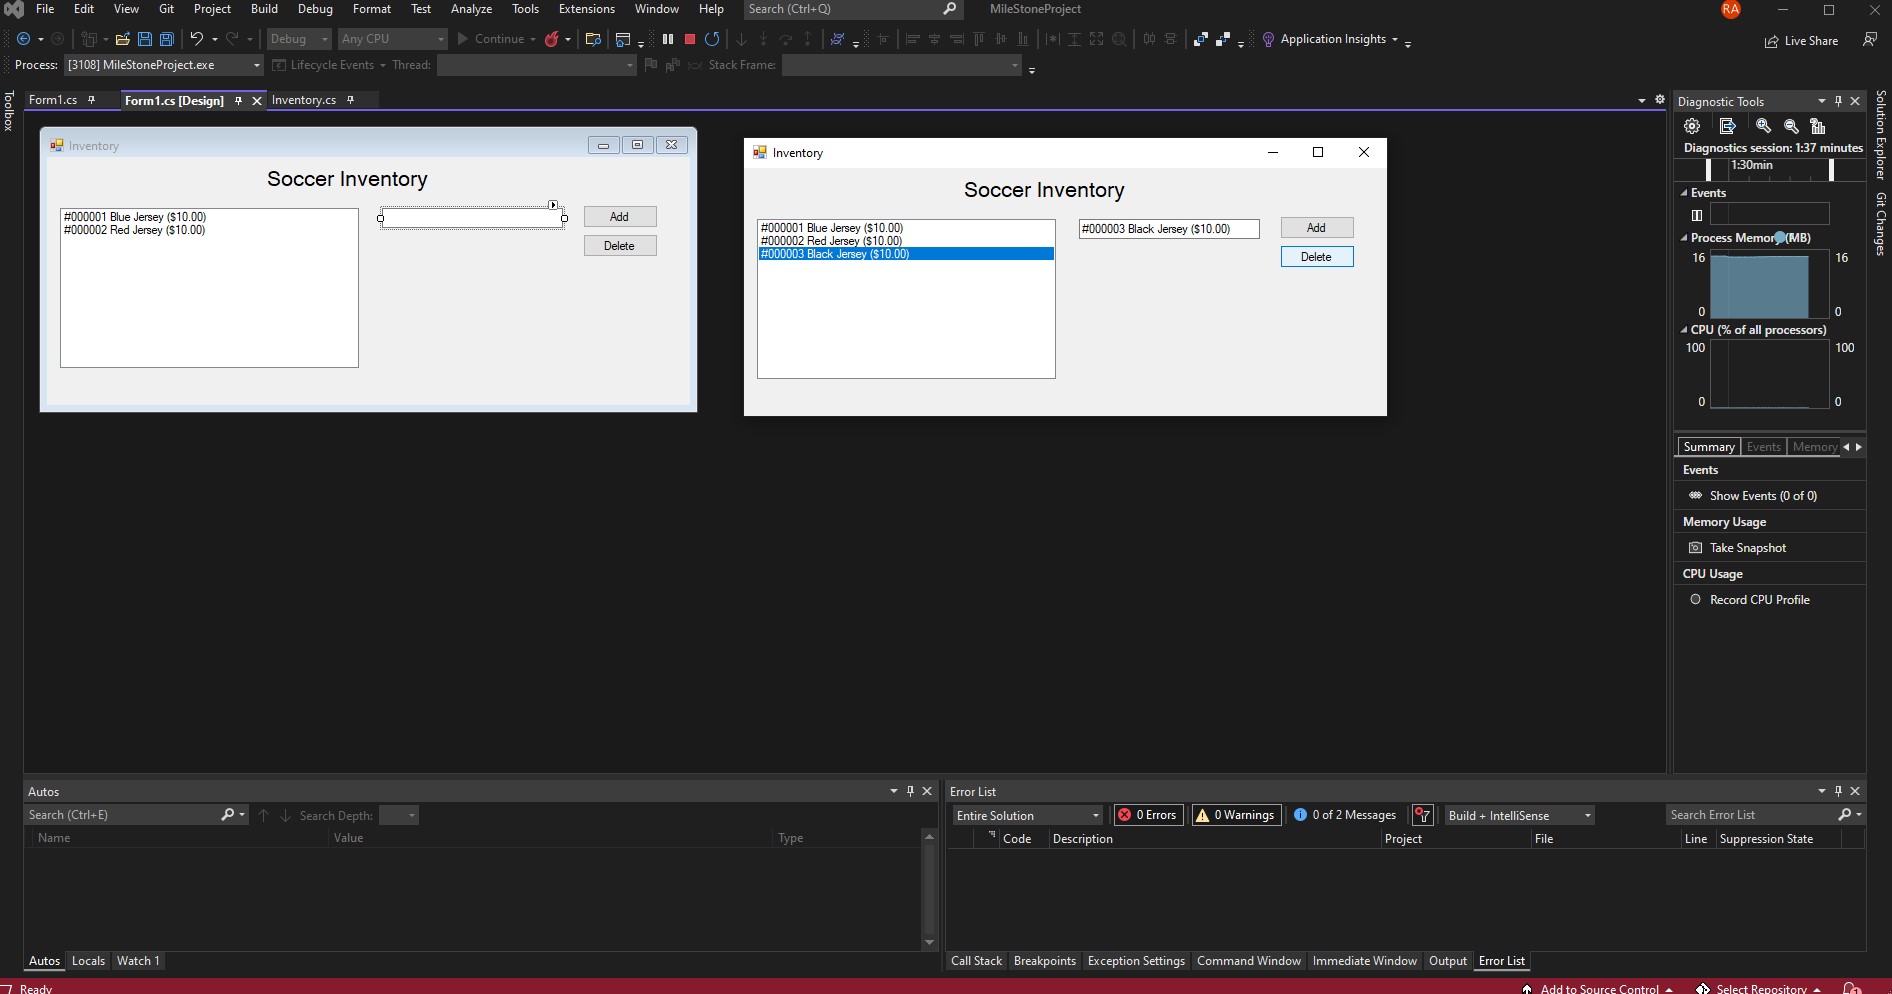 File Edit View Git Project Build Debug Format Test Analyze Tools Extensions Window Help Search (Ctrl+Q) MileStoneProject RA
Debug Any CPU Continue Application Insights Live Share
Process: [3108] MileStoneProject.exe Lifecycle Events Thread: Stack Frame:
Toolbox
Form1.cs Form1.cs [Design] Inventory.cs
Inventory
Soccer Inventory
#000001 Blue Jersey ($10.00)
#000002 Red Jersey ($10.00)
Add
Delete
Inventory
Soccer Inventory
#000001 Blue Jersey ($10.00)
#000002 Red Jersey ($10.00)
#000003 Black Jersey ($10.00)
#000003 Black Jersey ($10.00)
Add
Delete
Diagnostic Tools
Diagnostics session: 1:37 minutes
1:30min
Events
Process Memory (MB)
16 16
0 0
CPU (% of all processors)
100 100
0 0
Summary Events Memory
Events
Show Events (0 of 0)
Memory Usage
Take Snapshot
CPU Usage
Record CPU Profile
Solution Explorer
Git Changes
Autos
Search (Ctrl+E) Search Depth:
Name Value Type
Autos Locals Watch 1
Error List
Entire Solution 0 Errors 0 Warnings 0 of 2 Messages Build + IntelliSense Search Error List
Code Description Project File Line Suppression State
Call Stack Breakpoints Exception Settings Command Window Immediate Window Output Error List
Ready Add to Source Control Select Repository 1